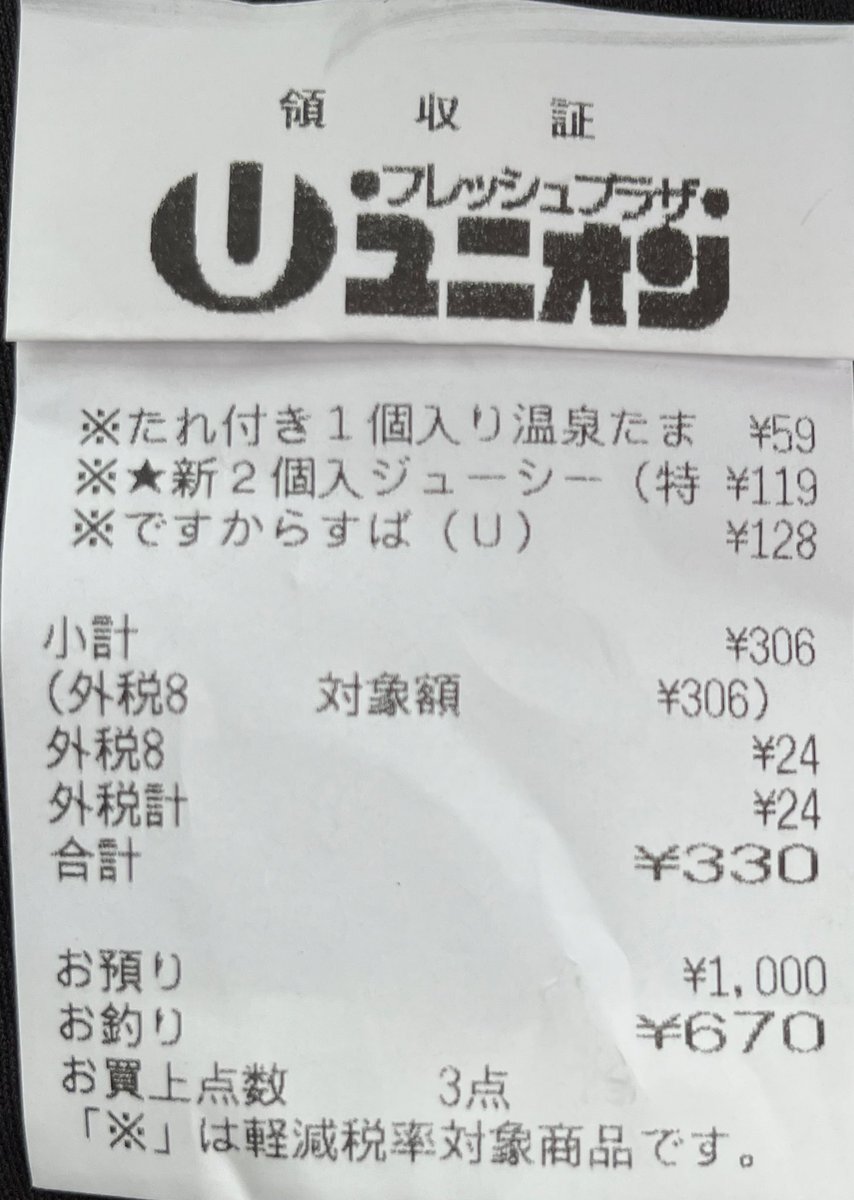 領収証
U ・フレッシュプラザ・
ユニオン
※たれ付き1個入り温泉たま ¥59
※★新2個入ジューシー(特 ¥119
※ですからすば(U) ¥128
小計 ¥306
(外税8 対象額 ¥306)
外税8 ¥24
外税計 ¥24
合計 ¥330
お預り ¥1,000
お釣り ¥670
お買上点数 3点
「※」は軽減税率対象商品です。